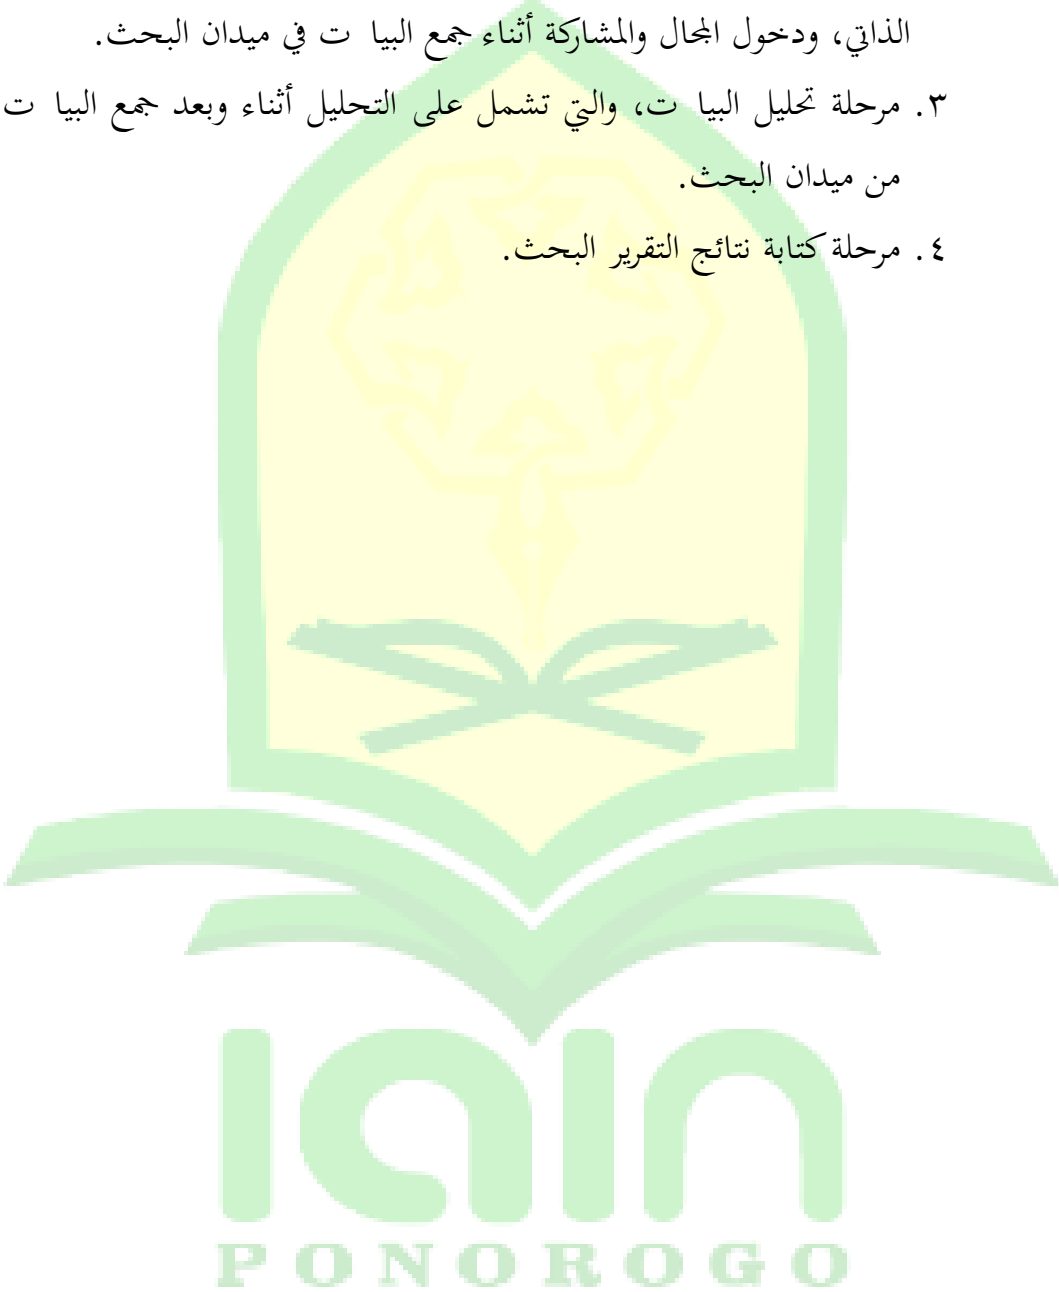 الذاتي، ودخول المجال والمشاركة أثناء جمع البيا ت في ميدان البحث.
٣. مرحلة تحليل البيا ت، والتي تشمل على التحليل أثناء وبعد جمع البيا ت
من ميدان البحث.
٤. مرحلة كتابة نتائج التقرير البحث.
iain
PONOROGO